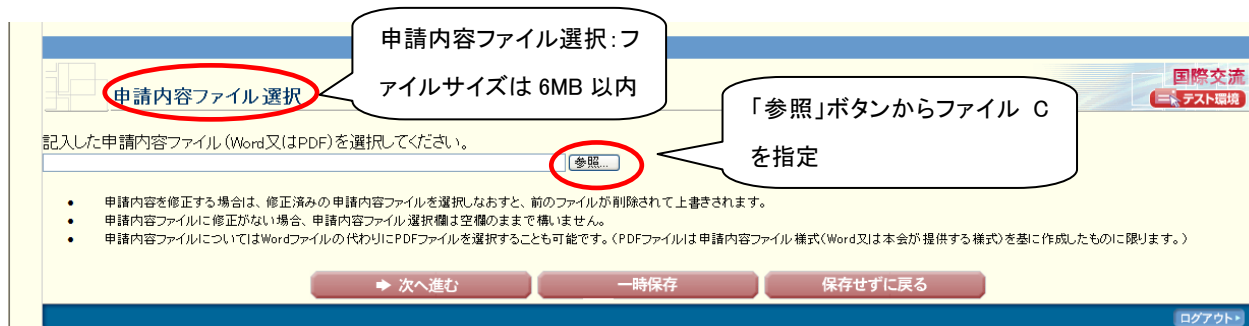 申請内容ファイル選択:フ
ァイルサイズは 6MB 以内
申請内容ファイル選択
国際交流
テスト環境
「参照」ボタンからファイル C
を指定
記入した申請内容ファイル(Word又はPDF)を選択してください。
参照...
• 申請内容を修正する場合は、修正済みの申請内容ファイルを選択しなおすと、前のファイルが削除されて上書きされます。
• 申請内容ファイルに修正がない場合、申請内容ファイル選択欄は空欄のままで構いません。
• 申請内容ファイルについてはWordファイルの代わりにPDFファイルを選択することも可能です。(PDFファイルは申請内容ファイル様式(Word又は本会が提供する様式)を基に作成したものに限ります。)
次へ進む
一時保存
保存せずに戻る
ログアウト